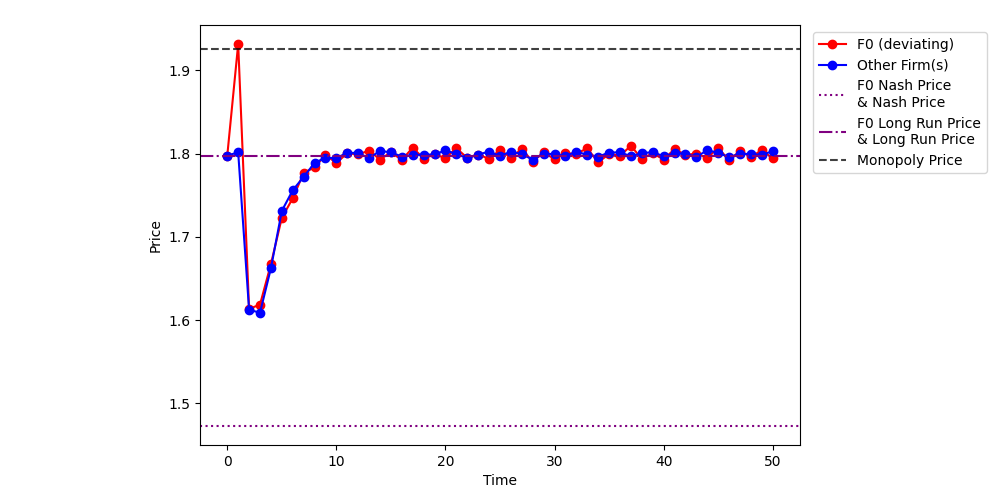 1.9
1.8
1.7
1.6
1.5
Price
0
10
20
30
40
50
Time
F0 (deviating)
Other Firm(s)
F0 Nash Price
& Nash Price
F0 Long Run Price
& Long Run Price
Monopoly Price